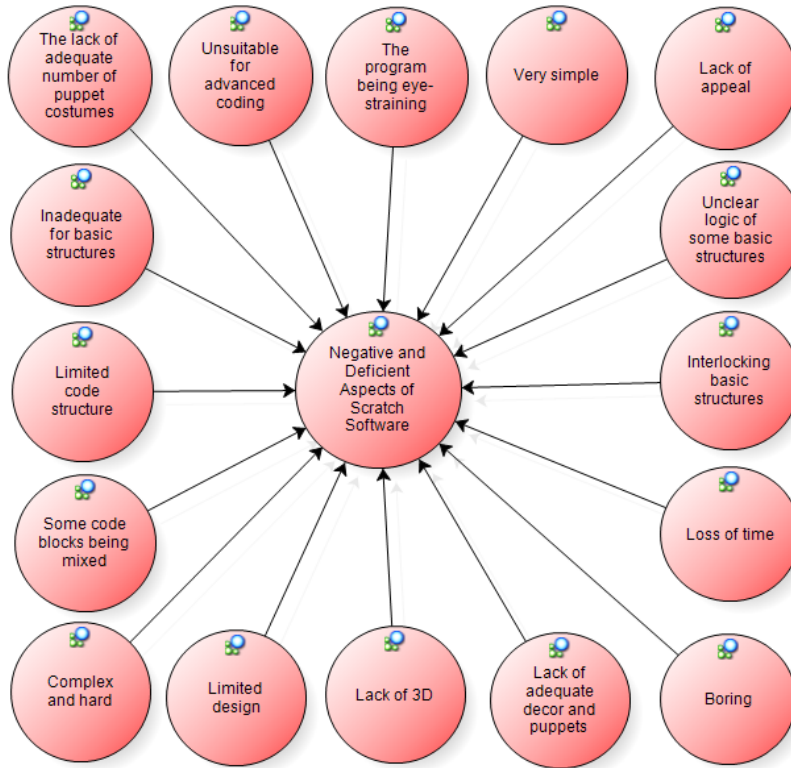 The lack of
adequate
number of
puppet
costumes
Unsuitable
for
advanced
coding
The
program
being eye-
straining
Very simple
Lack of
appeal
Inadequate
for basic
structures
Unclear
logic of
some basic
structures
Negative and
Deficient
Aspects of
Scratch
Software
Limited
code
structure
Interlocking
basic
structures
Some code
blocks being
mixed
Loss of time
Complex
and hard
Limited
design
Lack of 3D
Lack of
adequate
decor and
puppets
Boring